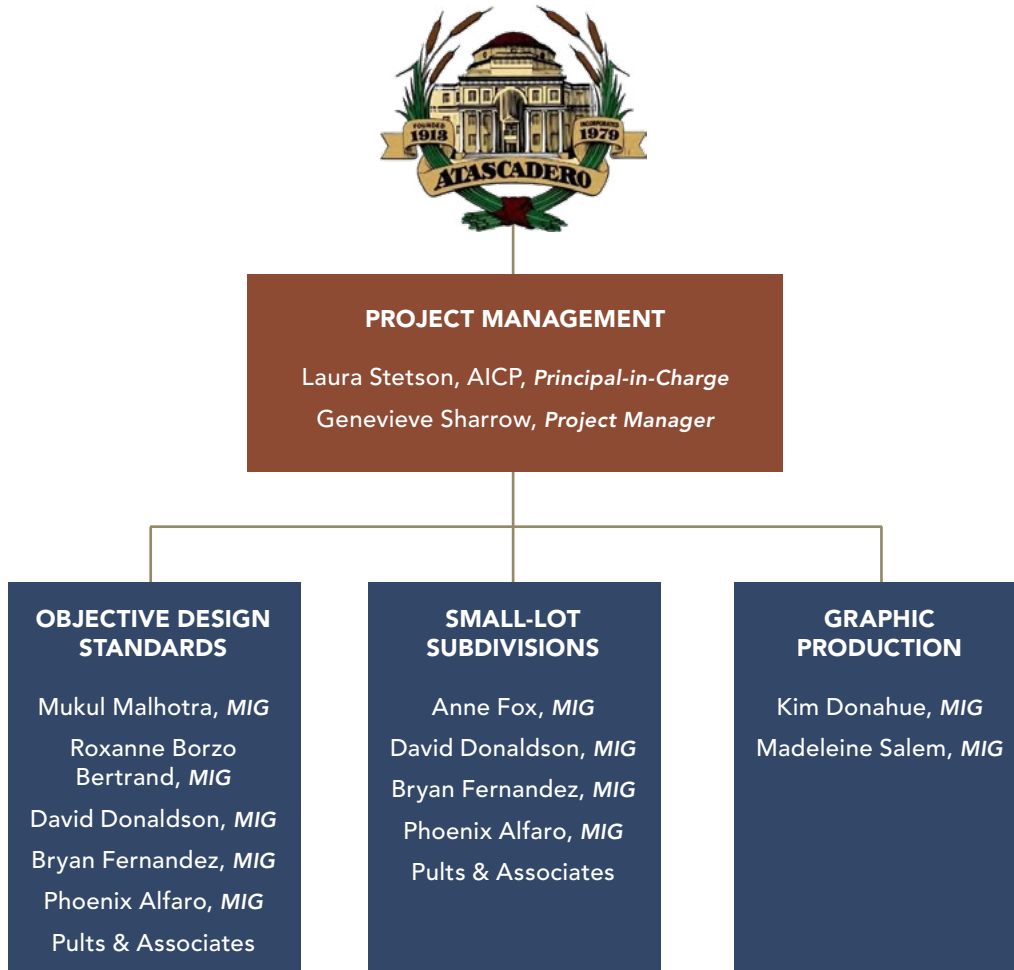 FOUNDED
1913
INCORPORATED
1979
ATASCADERO
PROJECT MANAGEMENT
Laura Stetson, AICP, Principal-in-Charge
Genevieve Sharrow, Project Manager
OBJECTIVE DESIGN
STANDARDS
Mukul Malhotra, MIG
Roxanne Borzo
Bertrand, MIG
David Donaldson, MIG
Bryan Fernandez, MIG
Phoenix Alfaro, MIG
Pults & Associates
SMALL-LOT
SUBDIVISIONS
Anne Fox, MIG
David Donaldson, MIG
Bryan Fernandez, MIG
Phoenix Alfaro, MIG
Pults & Associates
GRAPHIC
PRODUCTION
Kim Donahue, MIG
Madeleine Salem, MIG